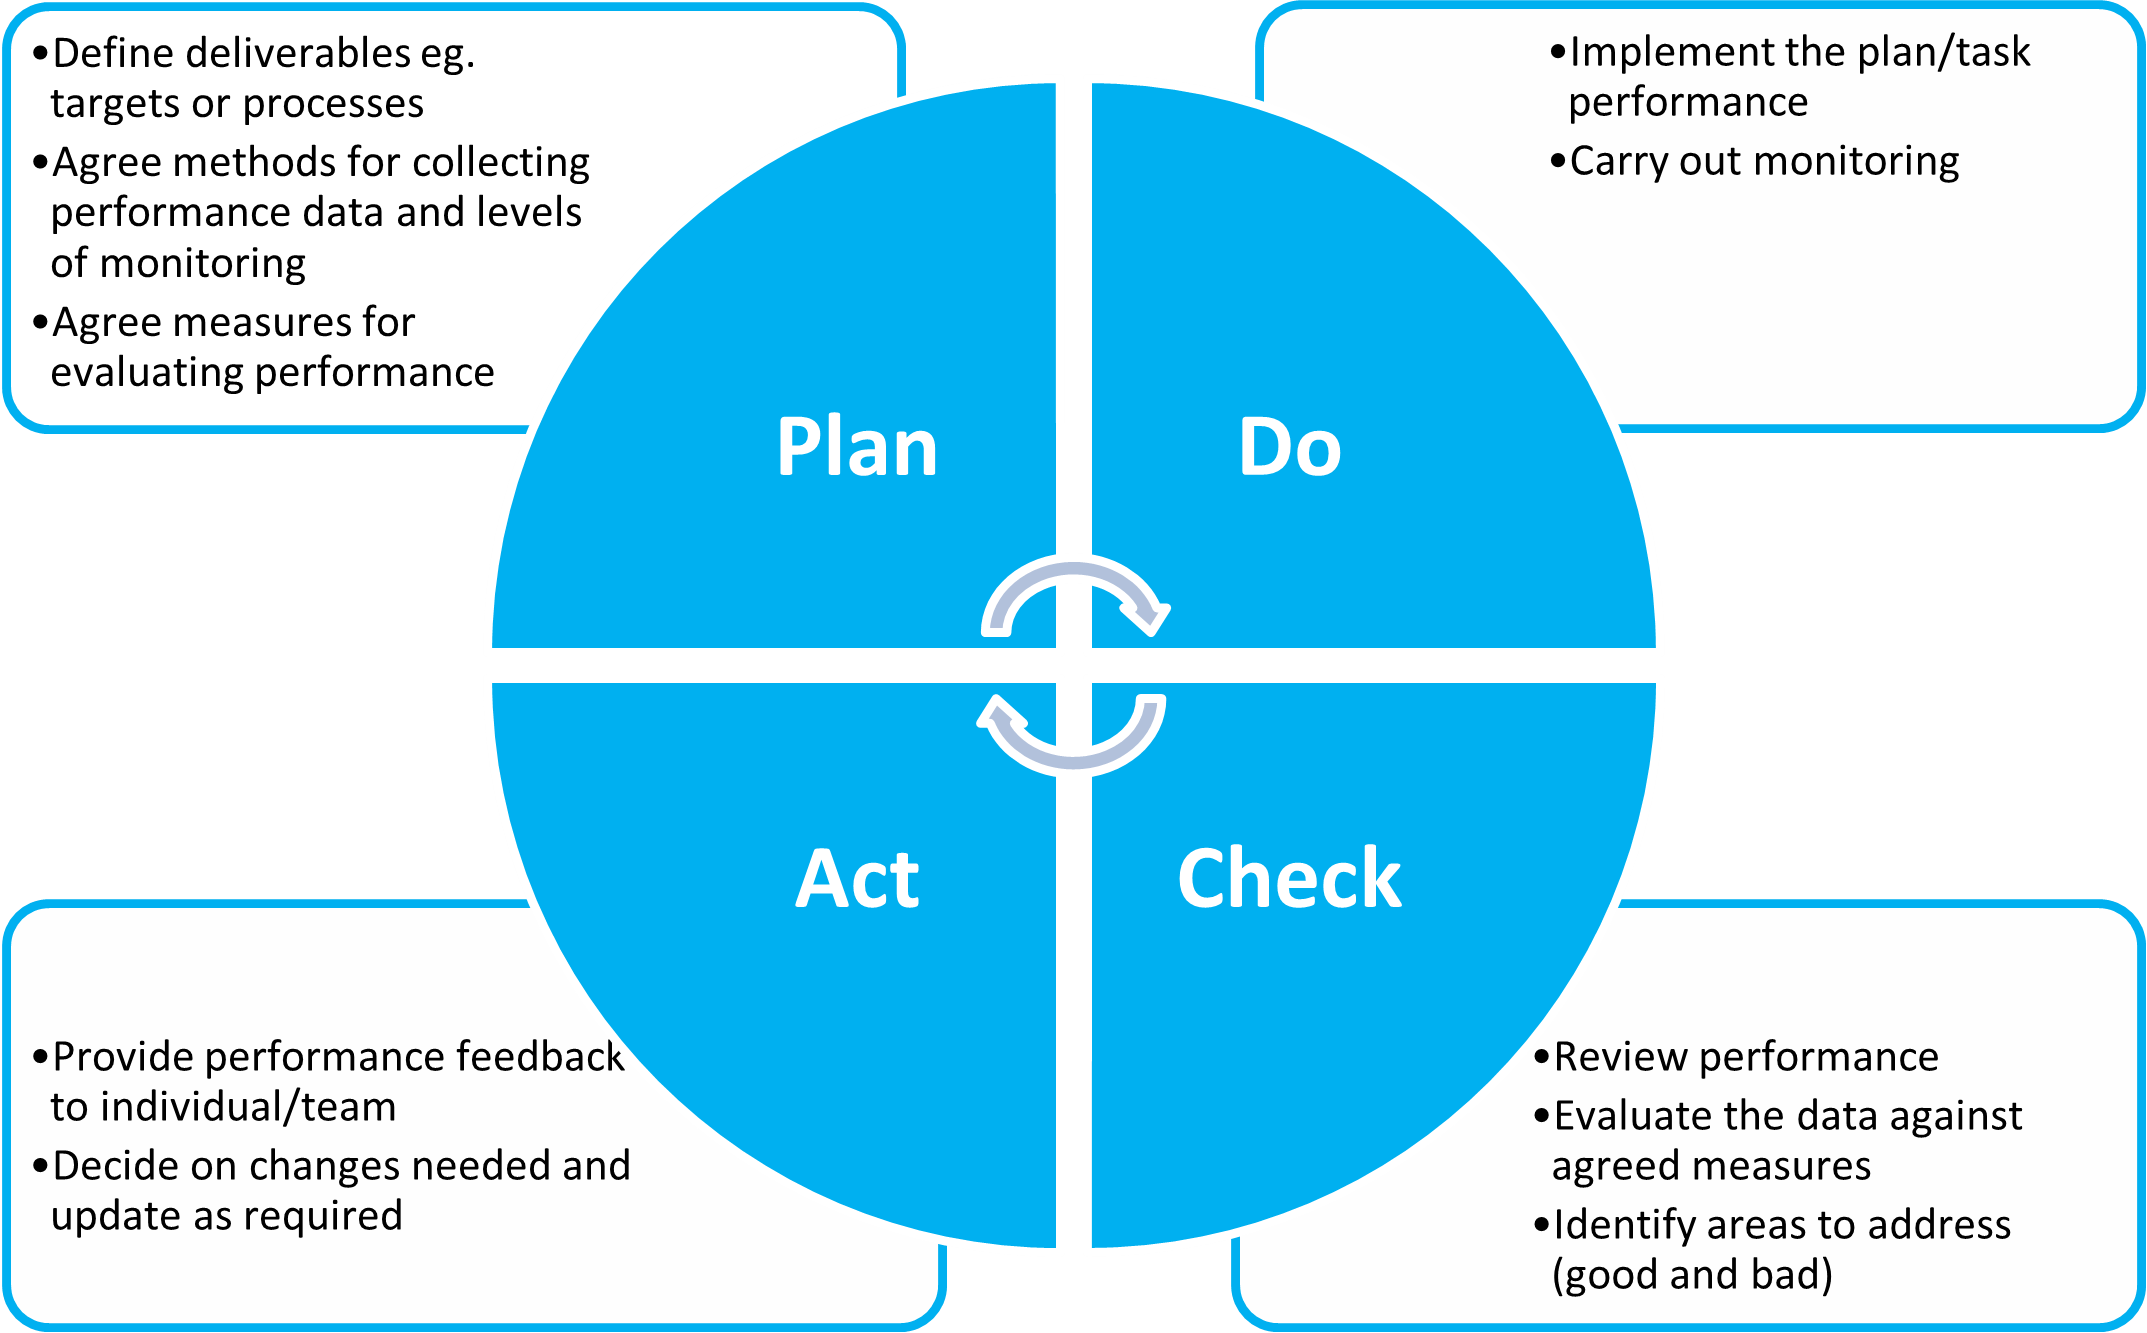 •Define deliverables eg.
targets or processes
•Agree methods for collecting
performance data and levels
of monitoring
•Agree measures for
evaluating performance
•Implement the plan/task
performance
•Carry out monitoring
Plan
Do
Act
Check
•Provide performance feedback
to individual/team
•Decide on changes needed and
update as required
•Review performance
•Evaluate the data against
agreed measures
•Identify areas to address
(good and bad)